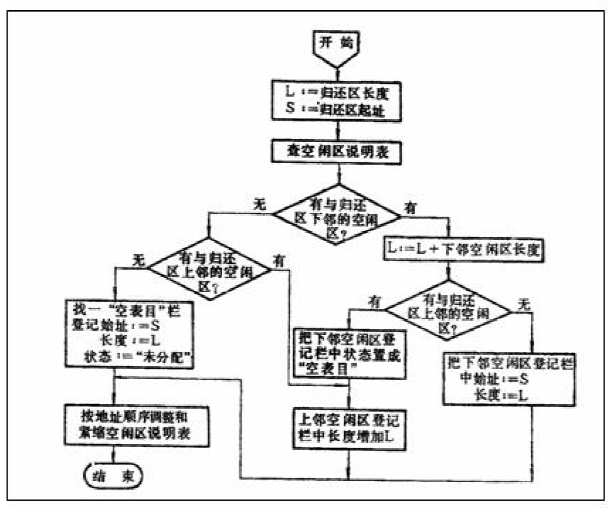 开 始
L:=归还区长度
S:=归还区起址
查空闲区说明表
有与归还
区下邻的空闲
区?
无
有
L:=L+下邻空闲区长度
有与归还
区上邻的空闲
区?
无
有
有与归还
区上邻的空闲
区?
有
无
找一“空表目”栏
登记始址:=S
长度:=L
状态:=“未分配”
把下邻空闲区登
记栏中状态置成
“空表目”
把下邻空闲区登记栏
中始址:=S
长度:=L
按地址顺序调整和
紧缩空闲区说明表
上邻空闲区登记
栏中长度增加L
结 束